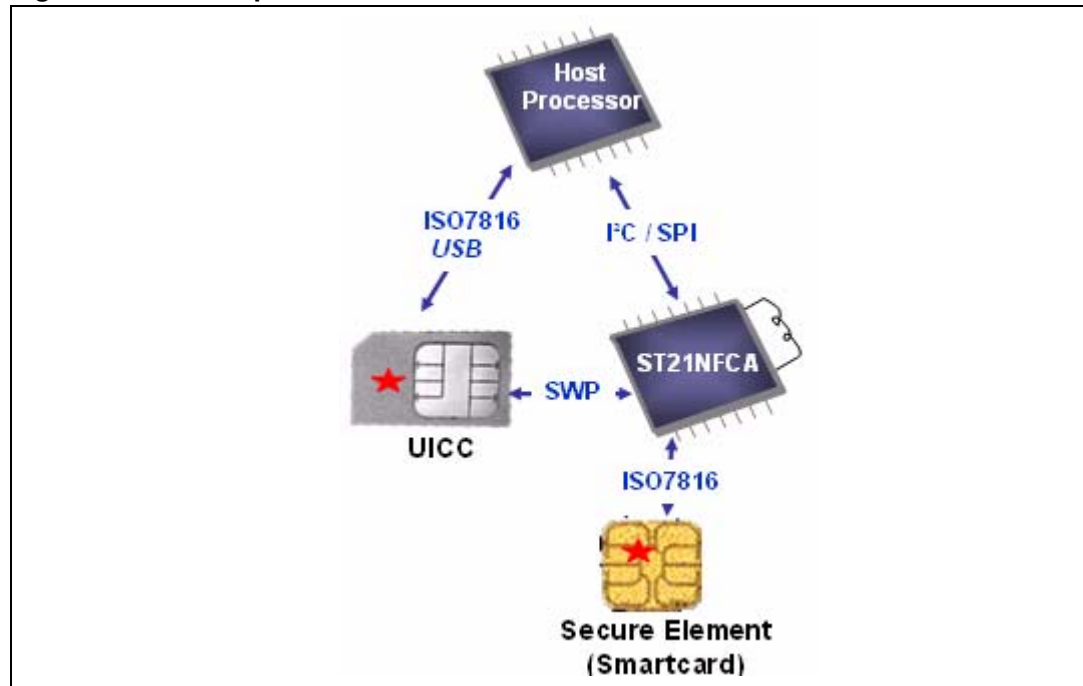 Host
Processor
ISO7816
USB
I²C / SPI
ST21NFCA
SWP
UICC
ISO7816
Secure Element
(Smartcard)